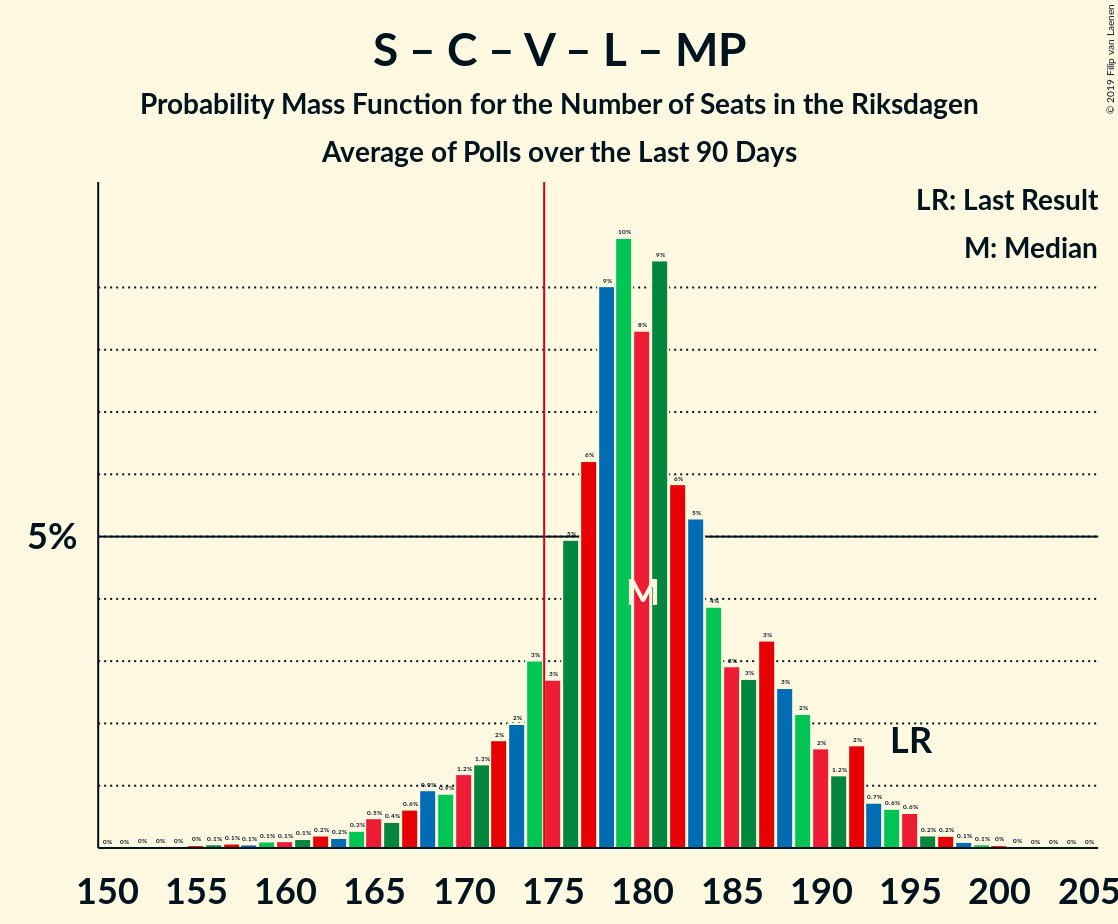 S – C – V – L – MP
Probability Mass Function for the Number of Seats in the Riksdagen
Average of Polls over the Last 90 Days
© 2019 Filip van Laenen
LR: Last Result
M: Median
5%
0% 0% 0% 0% 0% 0% 0.1% 0.1% 0.1% 0.1% 0.1% 0.1% 0.2% 0.2% 0.3% 0.5% 0.4% 0.6% 0.9% 0.9% 1.2% 1.3% 2% 2% 3% 3% 5% 6% 9% 10% 8% 9% 6% 5% 4% 3% 3% 3% 3% 2% 2% 1.2% 2% 0.7% 0.6% 0.6% 0.2% 0.2% 0.1% 0.1% 0% 0% 0% 0% 0% 0%
M
LR
150 155 160 165 170 175 180 185 190 195 200 205